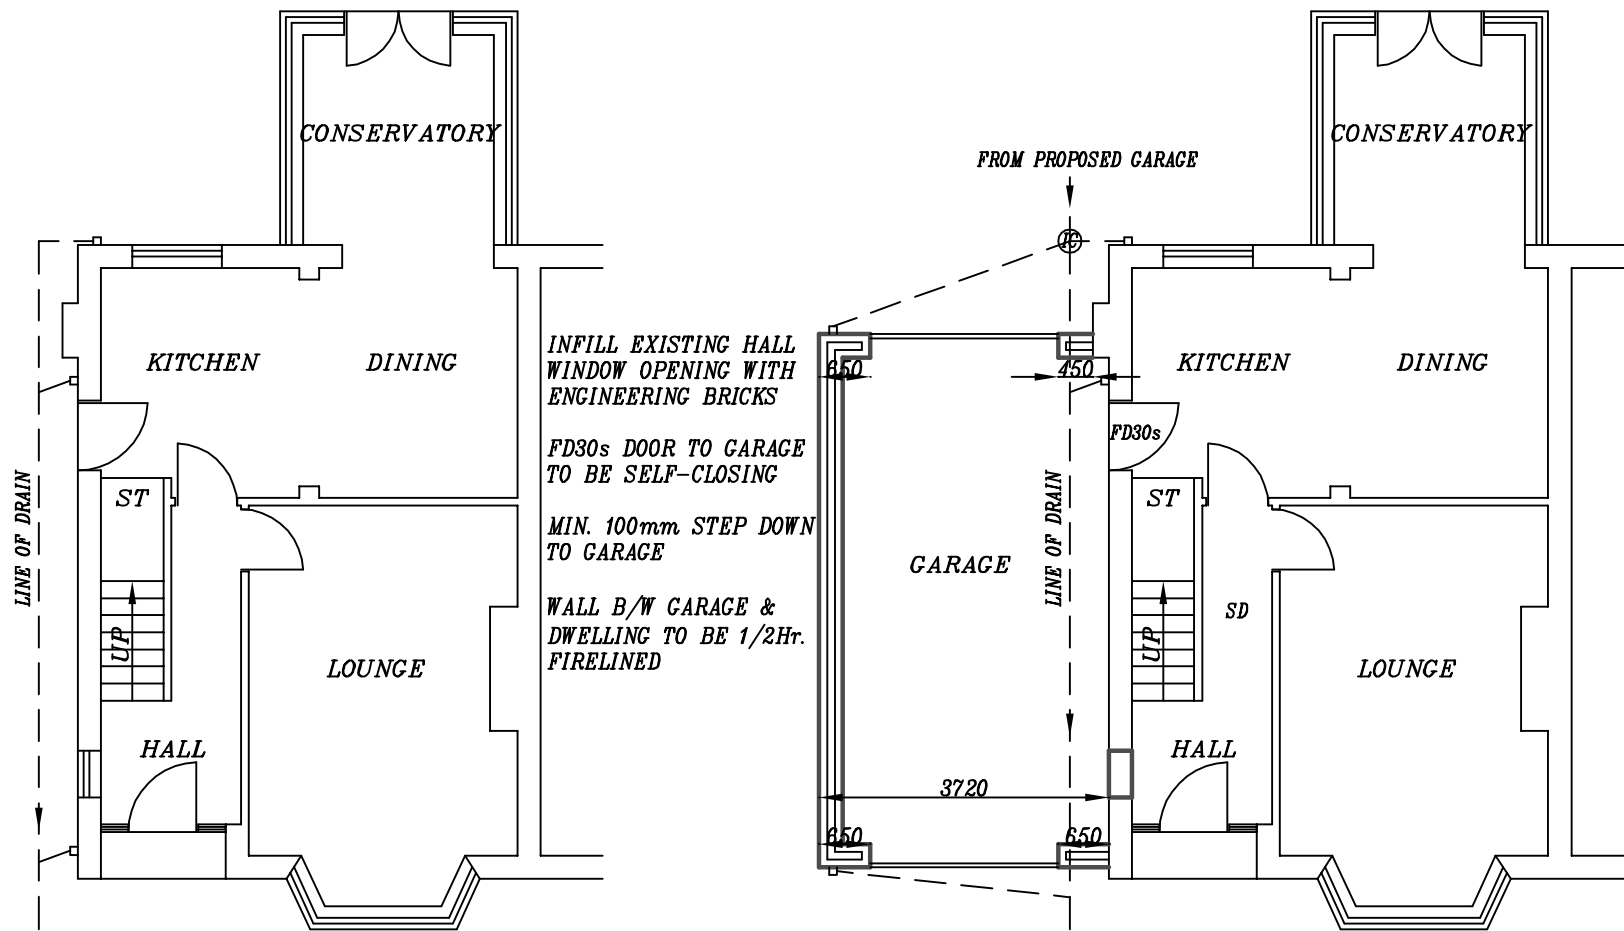 CONSERVATORY
KITCHEN
DINING
LINE OF DRAIN
ST
UP
LOUNGE
HALL
INFILL EXISTING HALL
WINDOW OPENING WITH
ENGINEERING BRICKS
FD30s DOOR TO GARAGE
TO BE SELF-CLOSING
MIN. 100mm STEP DOWN
TO GARAGE
WALL B/W GARAGE &
DWELLING TO BE 1/2Hr.
FIRELINED
FROM PROPOSED GARAGE
IC
CONSERVATORY
650
450
KITCHEN
DINING
FD30s
LINE OF DRAIN
ST
GARAGE
SD
UP
LOUNGE
HALL
3720
650
650